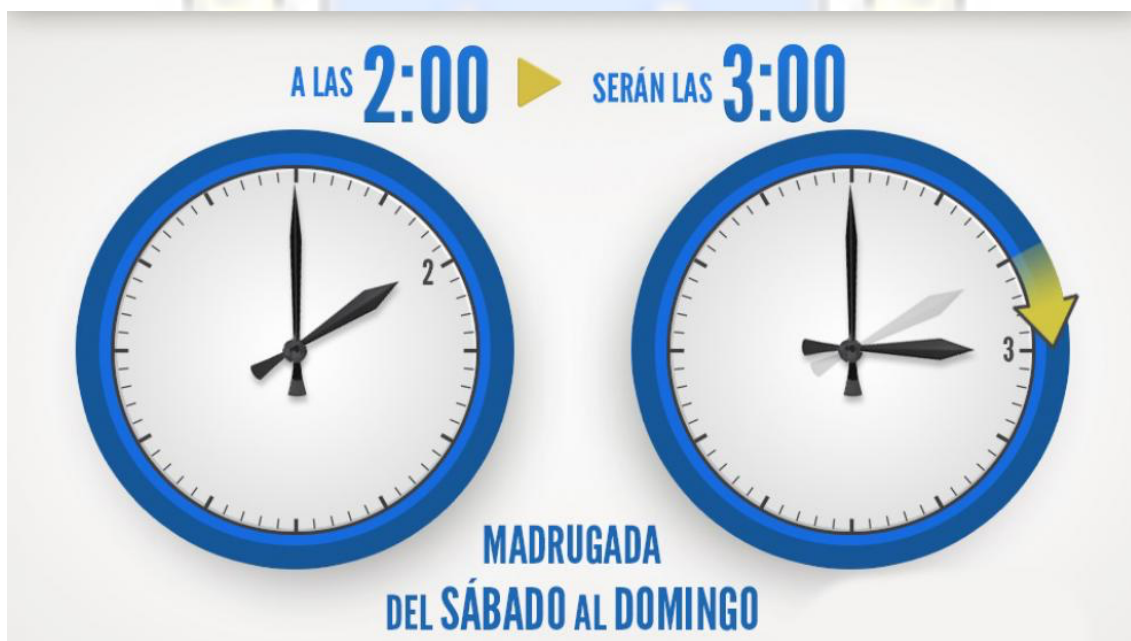 A LAS 2:00 ▶ SERÁN LAS 3:00
2
3
MADRUGADA
DEL SÁBADO AL DOMINGO